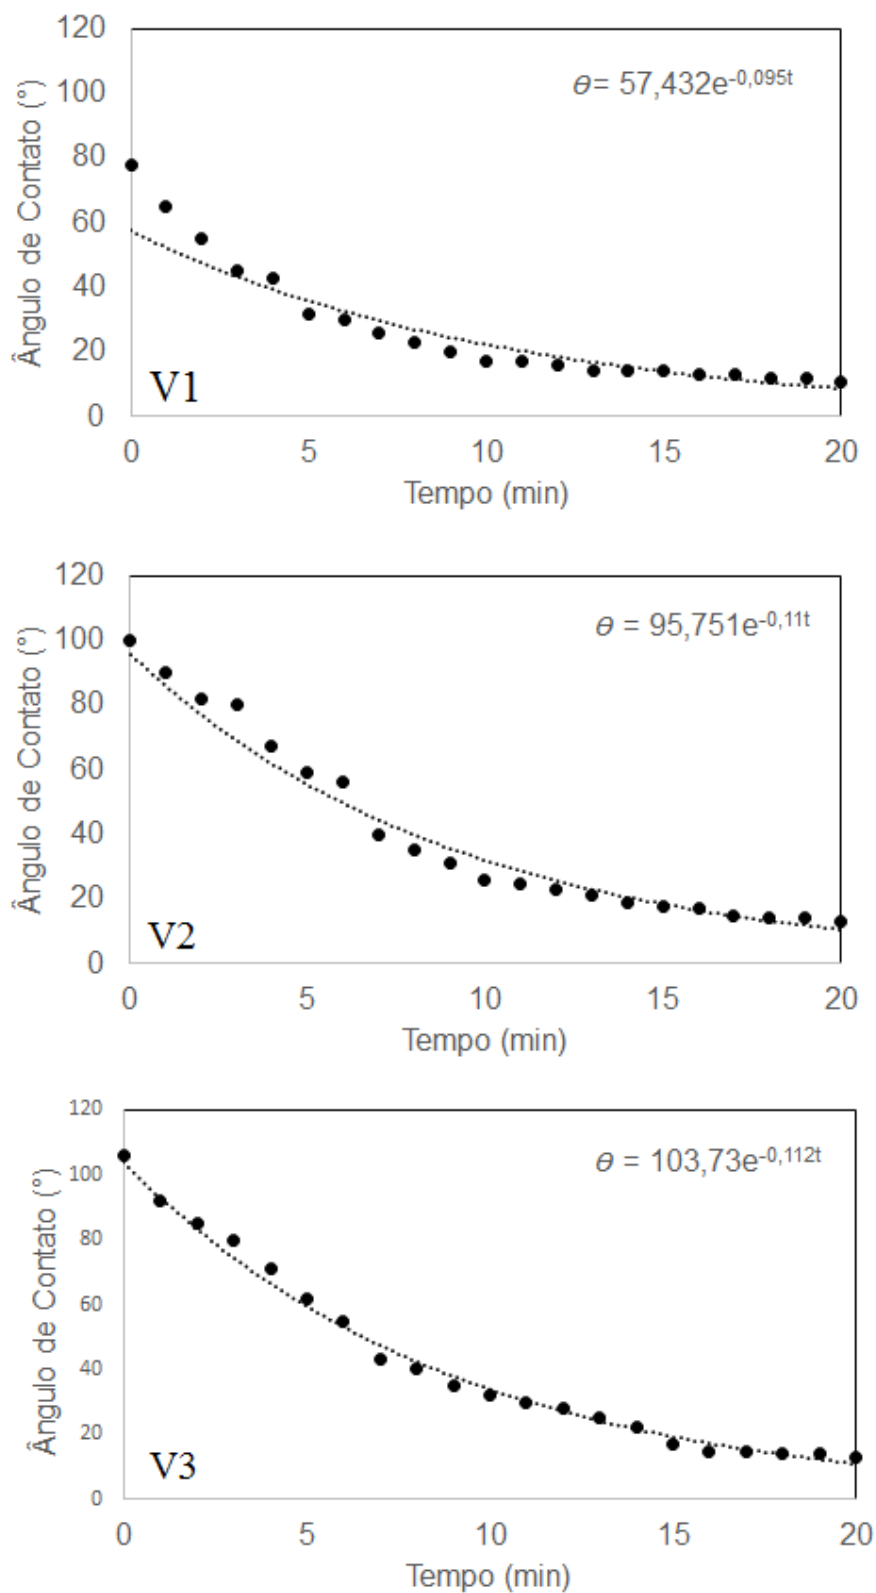 120
θ= 57,432e-0,095t
100
80
60
40
20
0
Ângulo de Contato (°)
V1
0 5 10 15 20
Tempo (min)
120
θ = 95,751e-0,11t
100
80
60
40
20
0
Ângulo de Contato (°)
V2
0 5 10 15 20
Tempo (min)
120
θ = 103,73e-0,112t
100
80
60
40
20
0
Ângulo de Contato (°)
V3
0 5 10 15 20
Tempo (min)